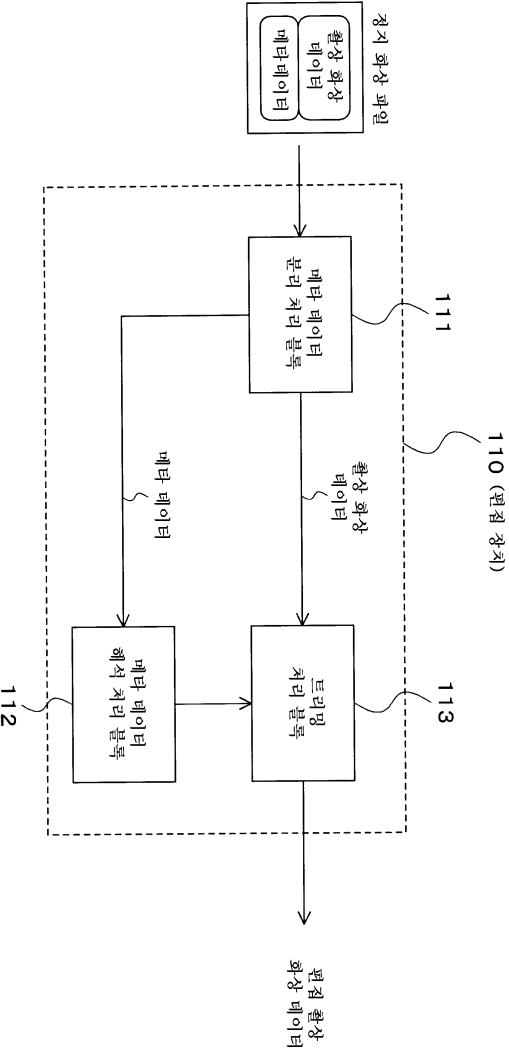 정지 화상 파일
촬상 화상
데이터
메타 데이터
110 (편집 장치)
111
메타 데이터
분리 처리 블록
촬상 화상
데이터
메타 데이터
113
트리밍
처리 블록
메타 데이터
해석 처리 블록
112
편집 촬상
화상 데이터